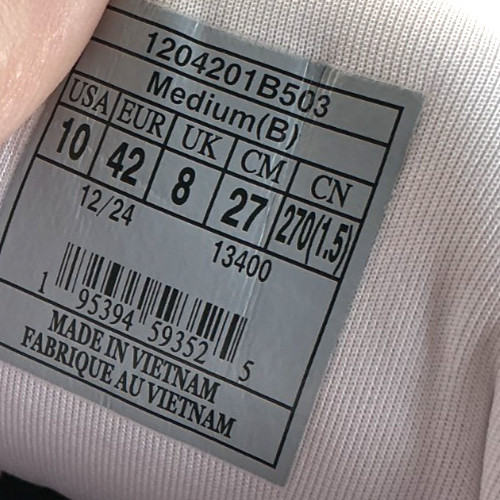 1204201B503
Medium(B)
USA EUR UK CM CN
10 42 8 27 270(1.5)
12/24 13400
1 95394 59352 5
MADE IN VIETNAM
FABRIQUE AU VIETNAM